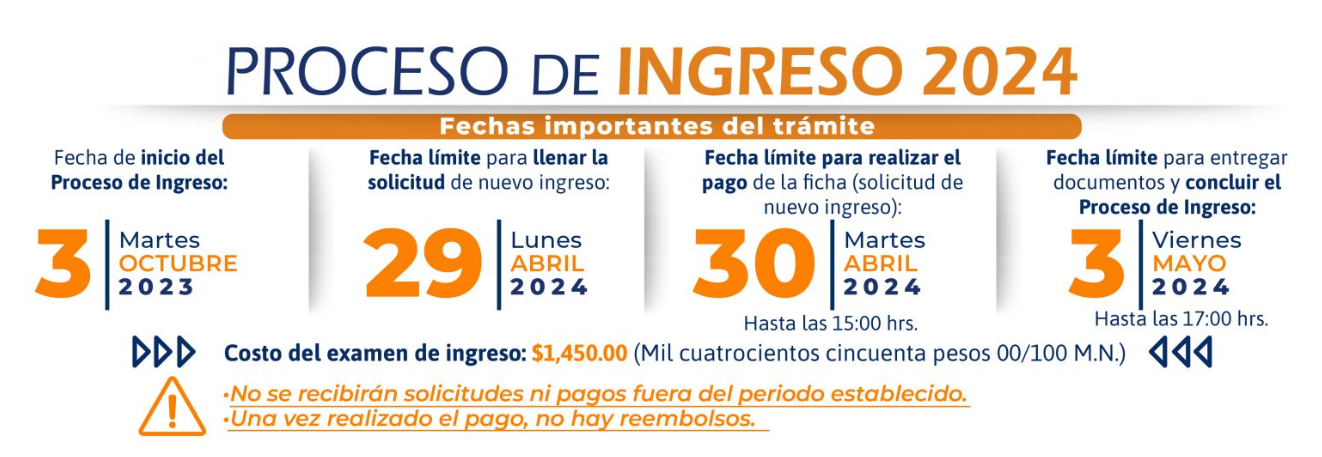 PROCESO DE INGRESO 2024
Fechas importantes del trámite
Fecha de inicio del
Proceso de Ingreso:
3
Martes
OCTUBRE
2023
Fecha límite para llenar la
solicitud de nuevo ingreso:
29
Lunes
ABRIL
2024
Fecha límite para realizar el
pago de la ficha (solicitud de
nuevo ingreso):
30
Martes
ABRIL
2024
Hasta las 15:00 hrs.
Fecha límite para entregar
documentos y concluir el
Proceso de Ingreso:
3
Viernes
MAYO
2024
Hasta las 17:00 hrs.
Costo del examen de ingreso: $1,450.00 (Mil cuatrocientos cincuenta pesos 00/100 M.N.)
•No se recibirán solicitudes ni pagos fuera del periodo establecido.
•Una vez realizado el pago, no hay reembolsos.